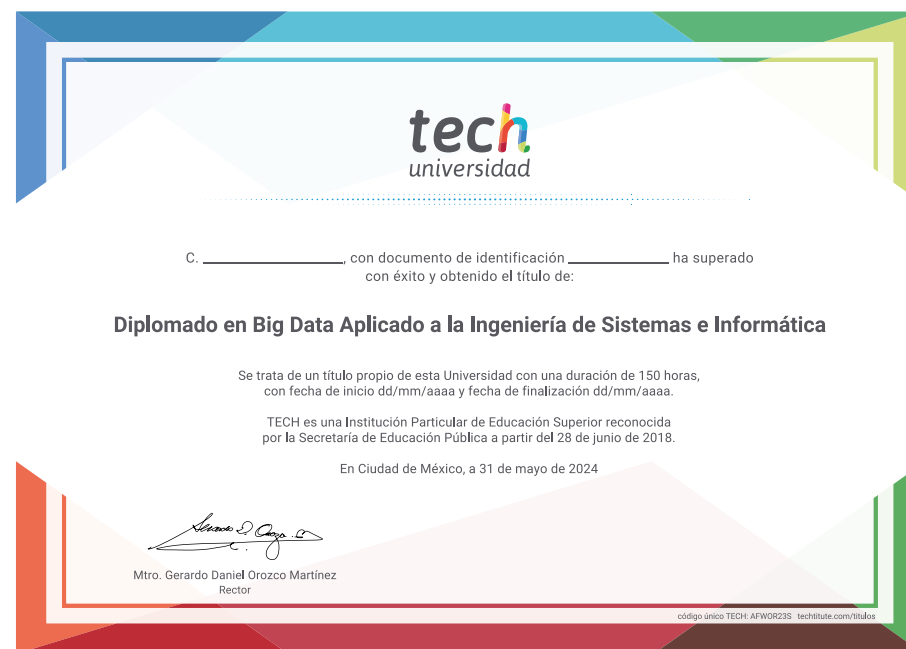 tech
universidad
C. ____________, con documento de identificación ____________ ha superado
con éxito y obtenido el título de:
Diplomado en Big Data Aplicado a la Ingeniería de Sistemas e Informática
Se trata de un título propio de esta Universidad con una duración de 150 horas,
con fecha de inicio dd/mm/aaaa y fecha de finalización dd/mm/aaaa.
TECH es una Institución Particular de Educación Superior reconocida
por la Secretaría de Educación Pública a partir del 28 de junio de 2018.
En Ciudad de México, a 31 de mayo de 2024
Mtro. Gerardo Daniel Orozco Martínez
Rector
código único TECH: AFWOR23S techtitute.com/titulos